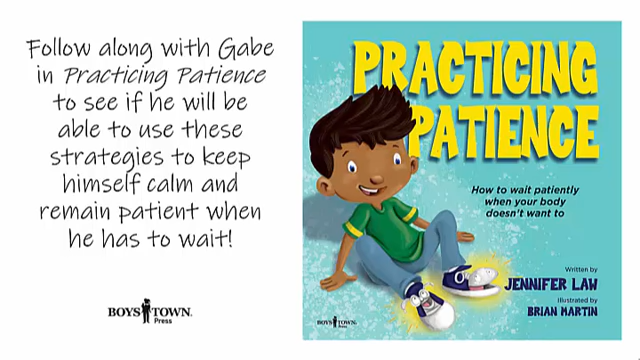 Follow along with Gabe
in Practicing Patience
to see if he will be
able to use these
strategies to keep
himself calm and
remain patient when
he has to wait!
BOYS TOWN
Press
PRACTICING
PATIENCE
How to wait patiently
when your body
doesn't want to
Written by
JENNIFER LAW
Illustrated by
BRIAN MARTIN
BOYS TOWN
Press